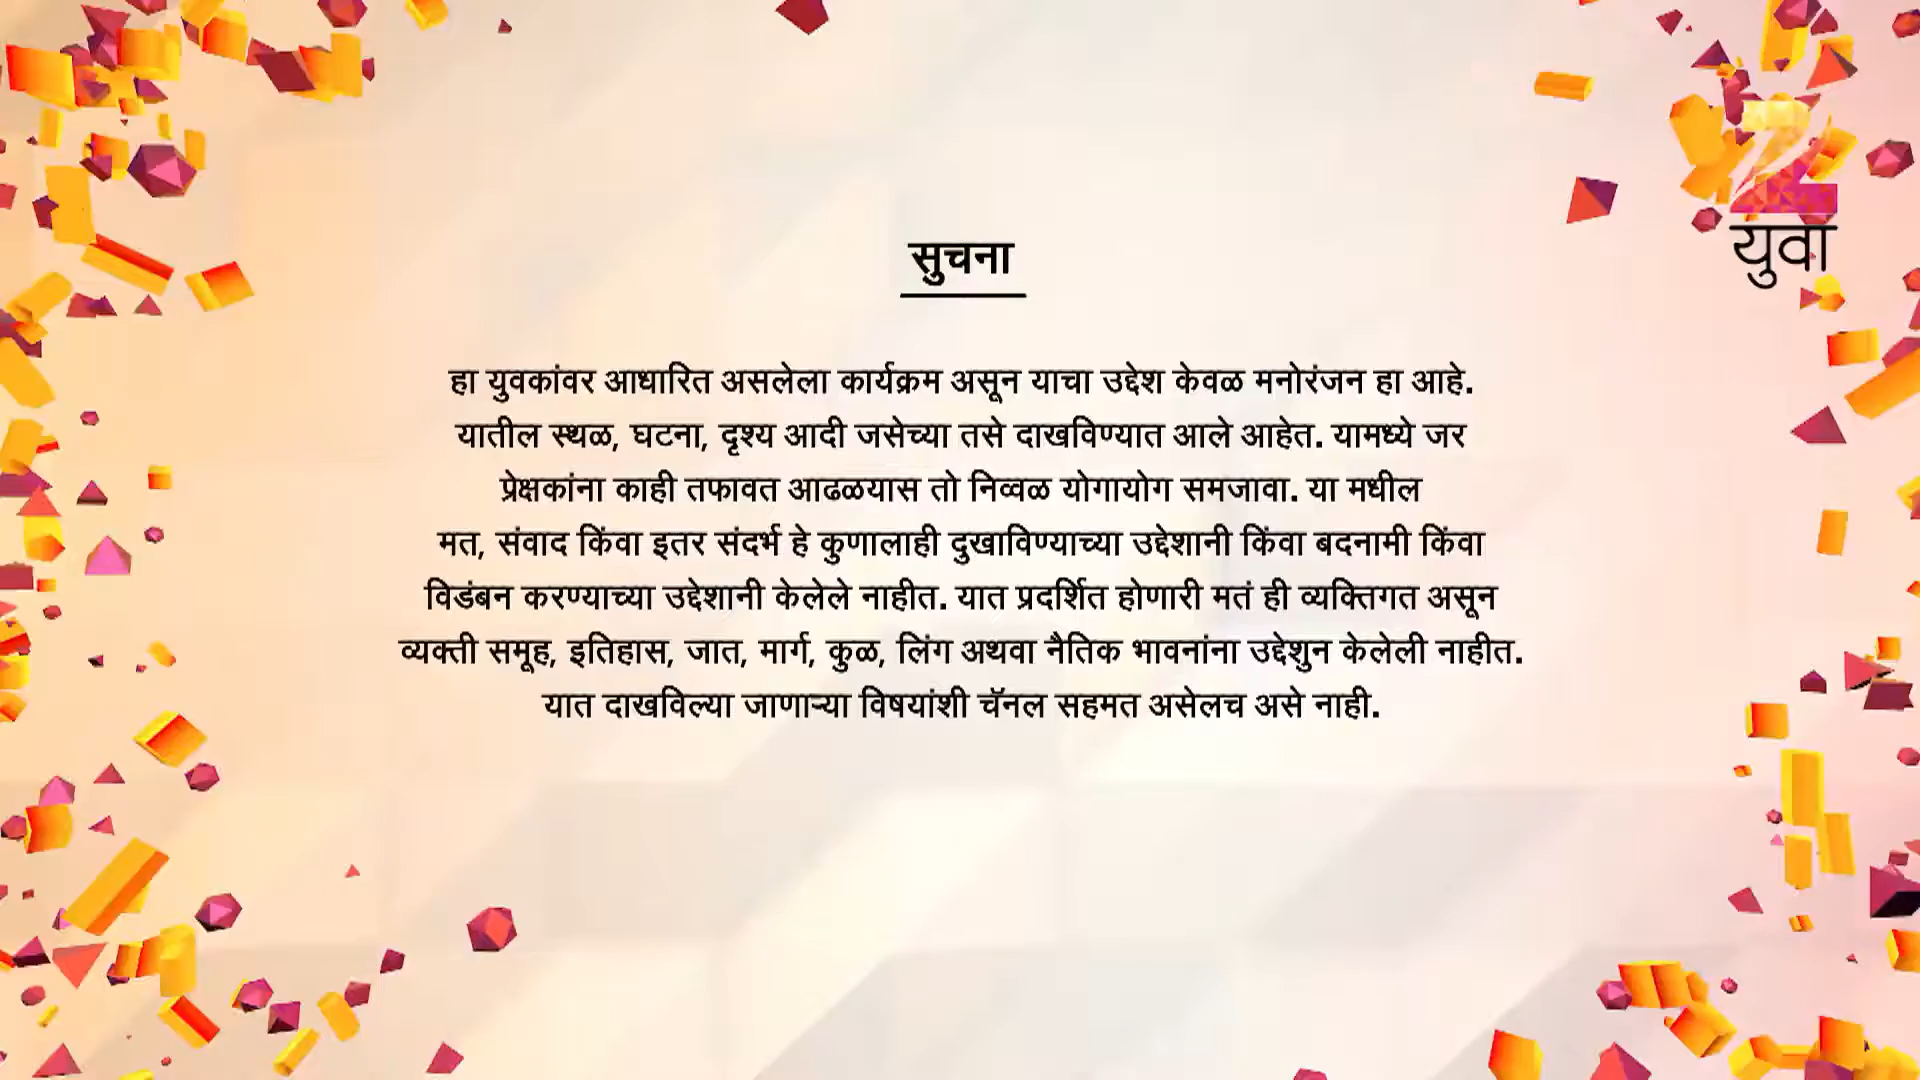 युवा
सुचना
हा युवकांवर आधारित असलेला कार्यक्रम असून याचा उद्देश केवळ मनोरंजन हा आहे.
यातील स्थळ, घटना, दृश्य आदी जसेच्या तसे दाखविण्यात आले आहेत. यामध्ये जर
प्रेक्षकांना काही तफावत आढळयास तो निव्वळ योगायोग समजावा. या मधील
मत, संवाद किंवा इतर संदर्भ हे कुणालाही दुखाविण्याच्या उद्देशानी किंवा बदनामी किंवा
विडंबन करण्याच्या उद्देशानी केलेले नाहीत. यात प्रदर्शित होणारी मतं ही व्यक्तिगत असून
व्यक्ती समूह, इतिहास, जात, मार्ग, कुळ, लिंग अथवा नैतिक भावनांना उद्देशुन केलेली नाहीत.
यात दाखविल्या जाणाऱ्या विषयांशी चॅनल सहमत असेलच असे नाही.